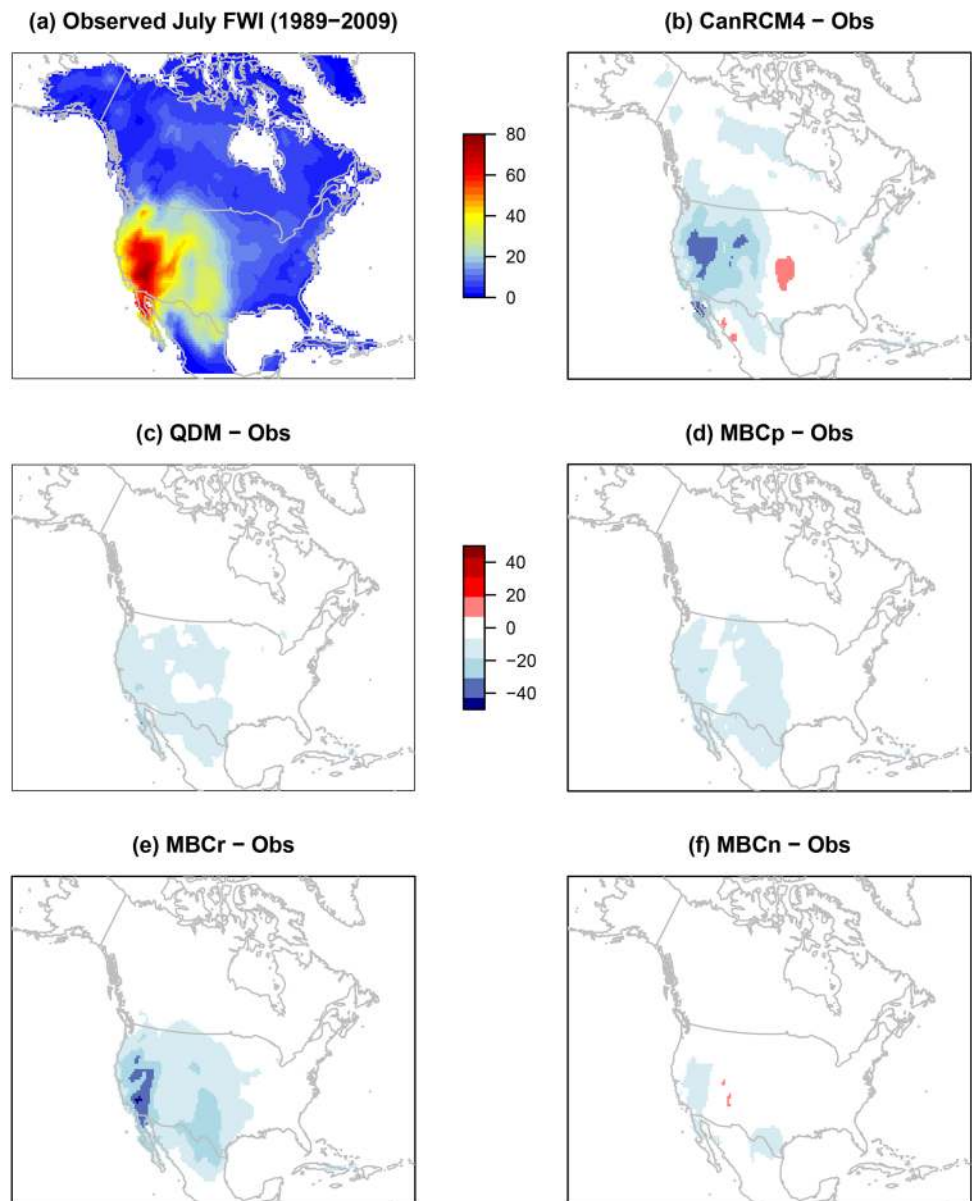 (a) Observed July FWI (1989−2009)
(b) CanRCM4 − Obs
80
60
40
20
0
(c) QDM − Obs
(d) MBCp − Obs
40
20
0
−20
−40
(e) MBCr − Obs
(f) MBCn − Obs